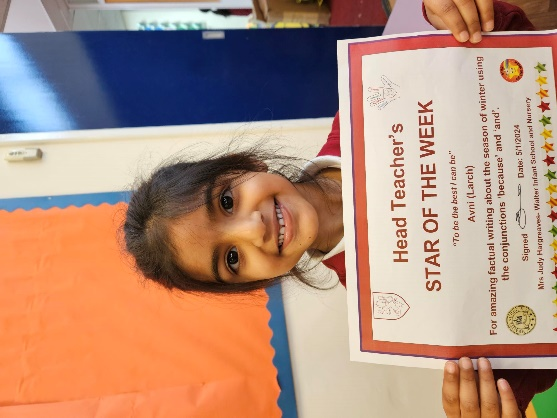 Head Teacher's
STAR OF THE WEEK
"To be the best I can be"
Avni (Larch)
For amazing factual writing about the season of winter using
the conjunctions 'because' and 'and'.
Signed Date: 5/1/2024
Mrs Judy Hargreaves- Walter Infant School and Nursery